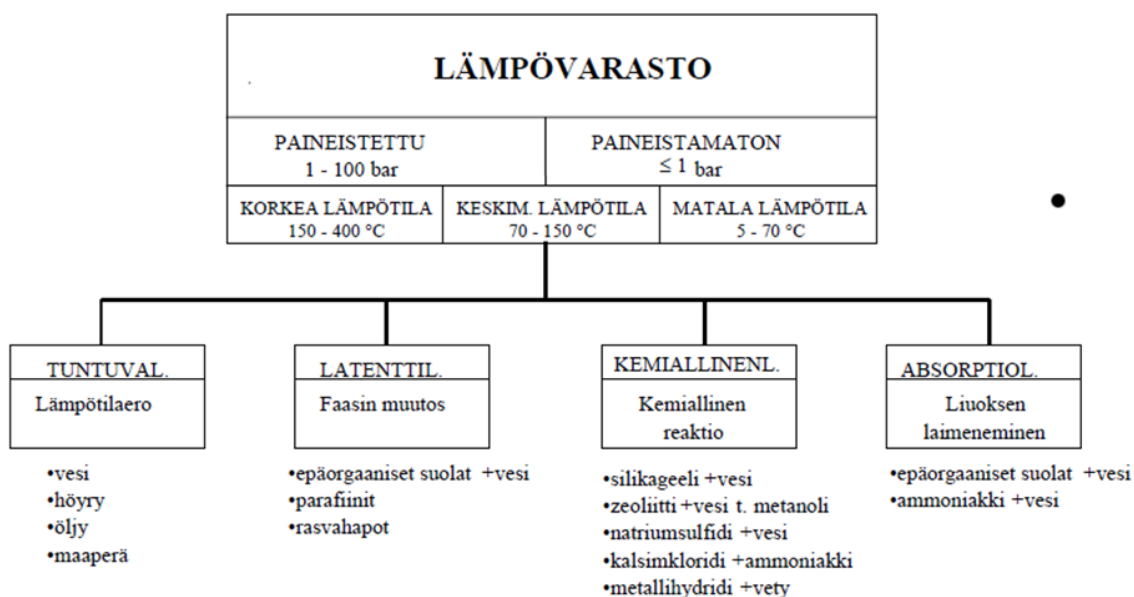 LÄMPÖVARASTO
PAINEISTETTU
1 - 100 bar
PAINEISTAMATON
≤ 1 bar
KORKEA LÄMPÖTILA
150 - 400 °C
KESKIM. LÄMPÖTILA
70 - 150 °C
MATALA LÄMPÖTILA
5 - 70 °C
TUNTUVAL.
Lämpötilaero
•vesi
•höyry
•öljy
•maaperä
LATENTTIL.
Faasin muutos
•epäorgaaniset suolat +vesi
•parafiinit
•rasvahapot
KEMIALLINENL.
Kemiallinen
reaktio
•silikageeli +vesi
•zeoliitti +vesi t. metanoli
•natriumsulfidi +vesi
•kalsimkloridi +ammoniakki
•metallihydridi +vety
ABSORPTIOL.
Liuoksen
laimeneminen
•epäorgaaniset suolat +vesi
•ammoniakki +vesi